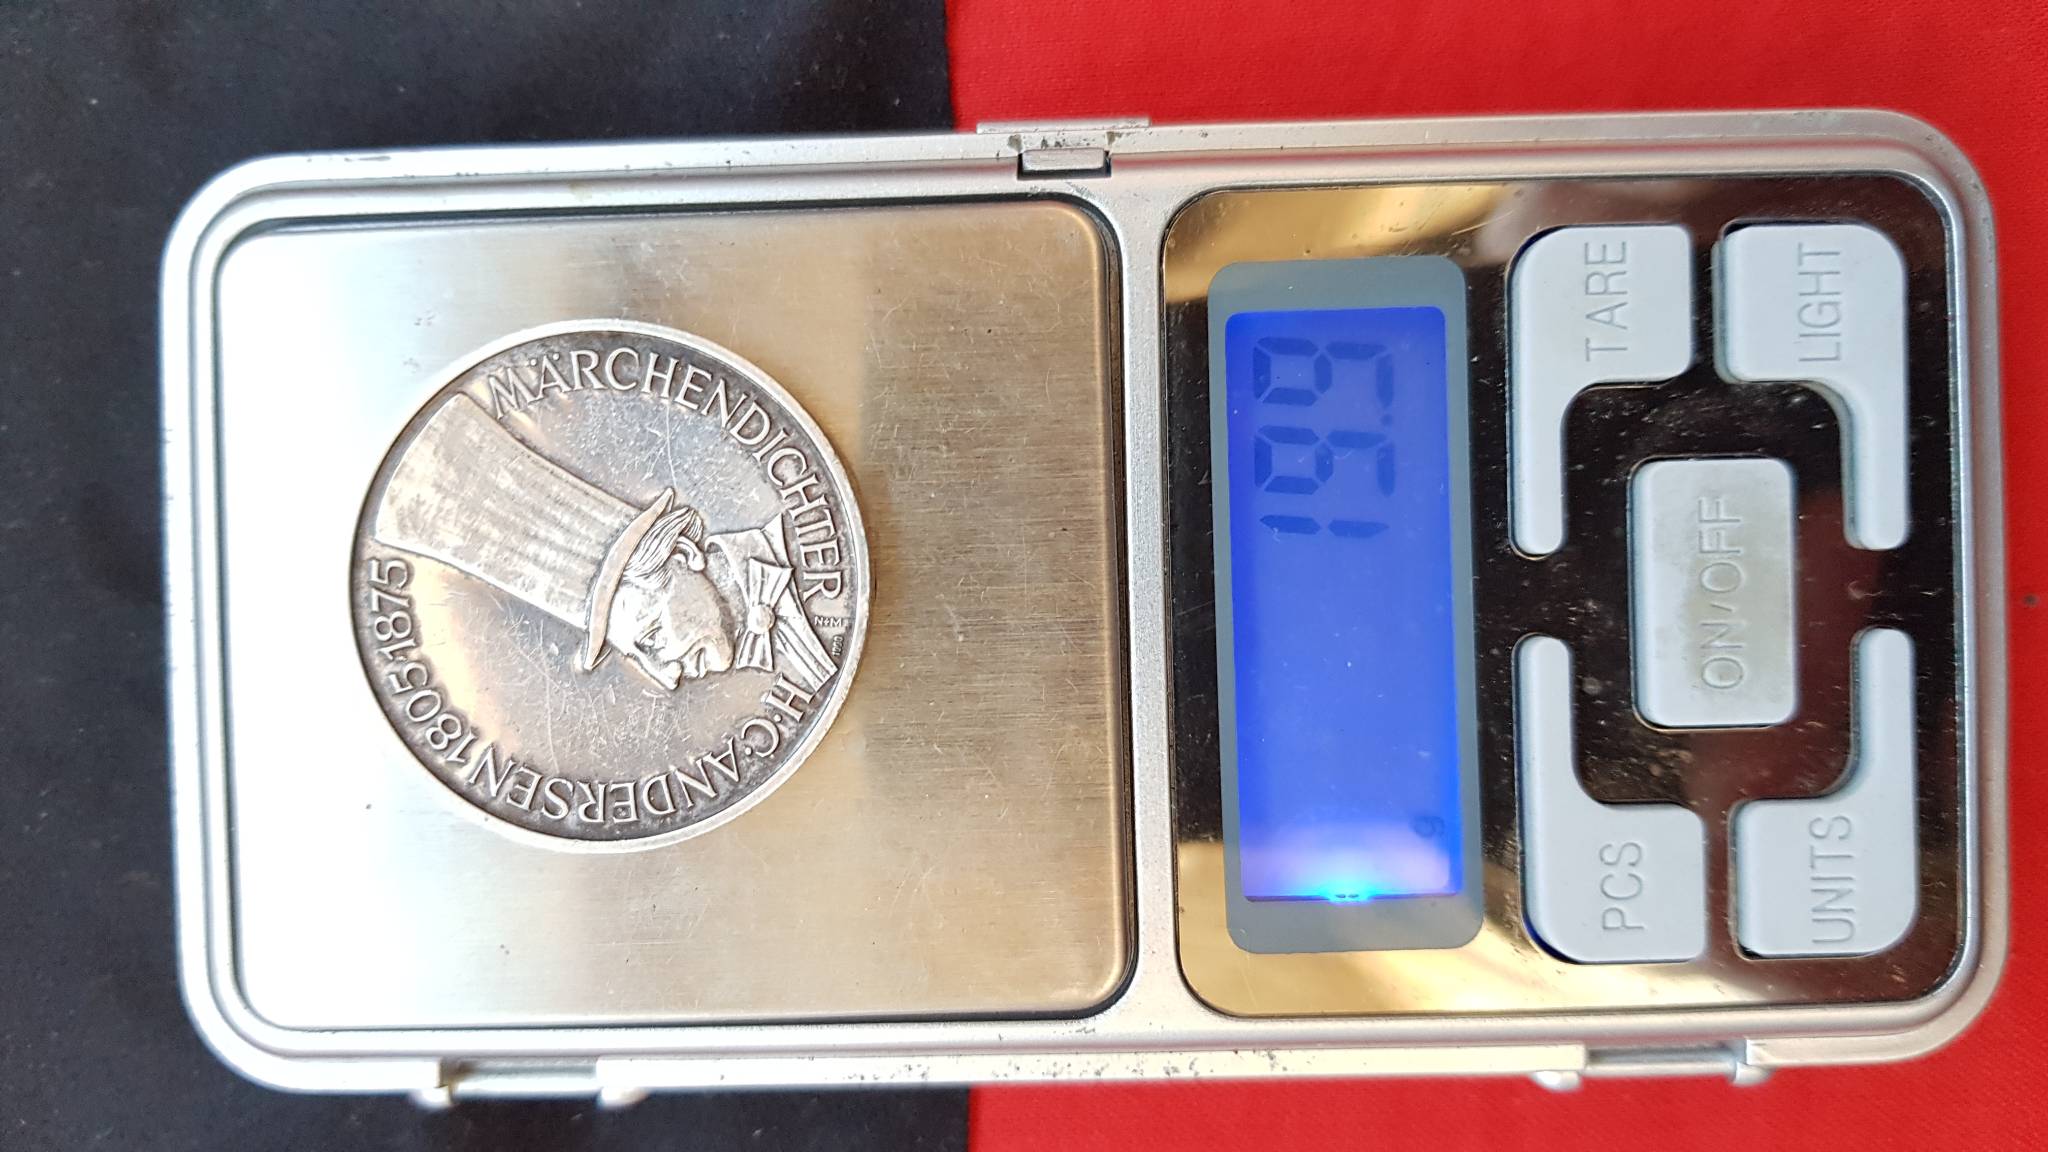 H·C·ANDERSEN 1805 1875
MÄRCHENDICHTER
N+M
19.9
g
TARE
PCS
ON/OFF
LIGHT
UNITS